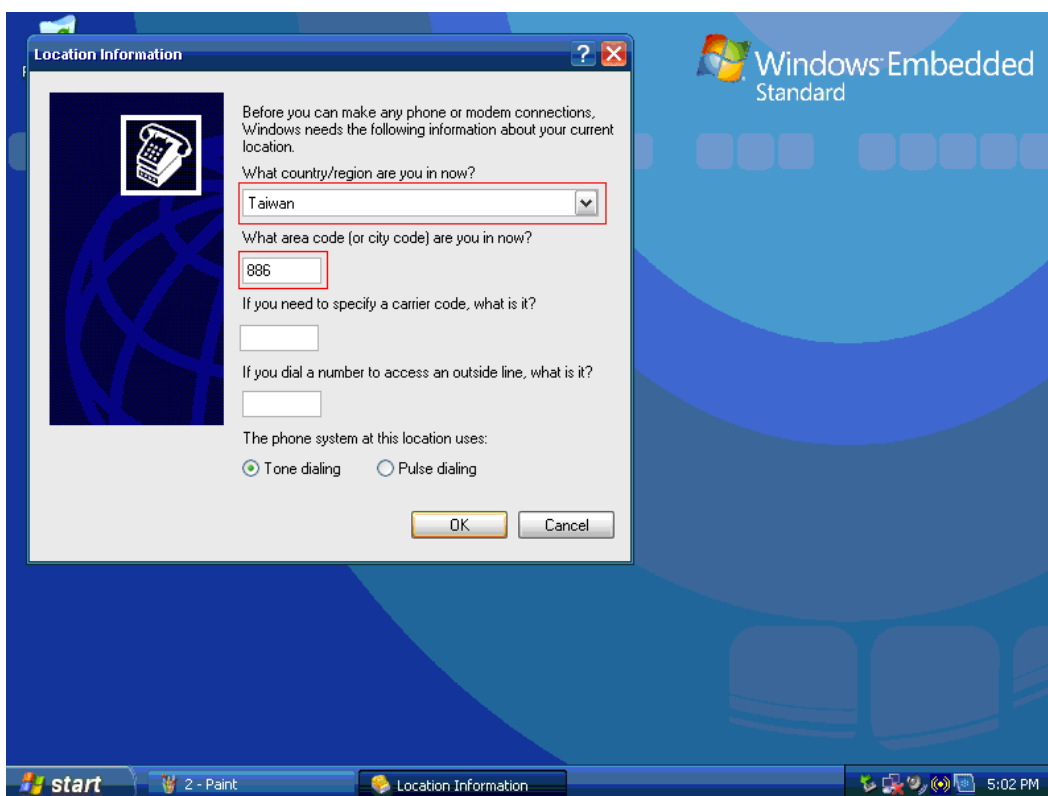 Location Information
Windows Embedded
Standard
Before you can make any phone or modem connections,
Windows needs the following information about your current
location.
What country/region are you in now?
Taiwan
What area code (or city code) are you in now?
886
If you need to specify a carrier code, what is it?
If you dial a number to access an outside line, what is it?
The phone system at this location uses:
Tone dialing Pulse dialing
OK Cancel
start 2 - Paint Location Information 5:02 PM